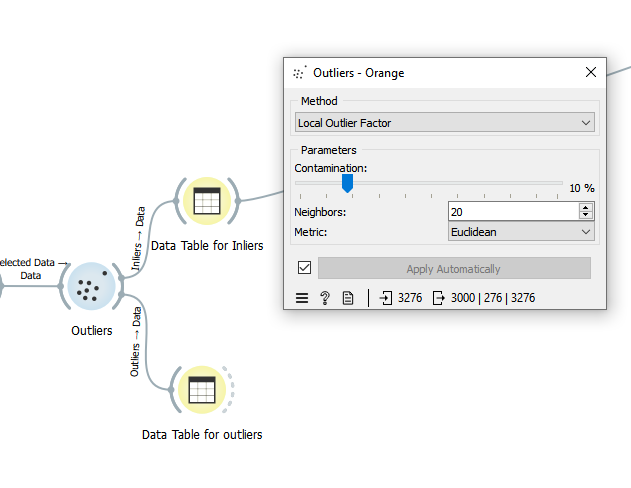 Outliers - Orange
Method
Local Outlier Factor
Parameters
Contamination:
10 %
Neighbors:
20
Metric:
Euclidean
Apply Automatically
3276
3000 | 276 | 3276
Inliers → Data
Data Table for Inliers
elected Data →
Data
Outliers
Outliers → Data
Data Table for outliers